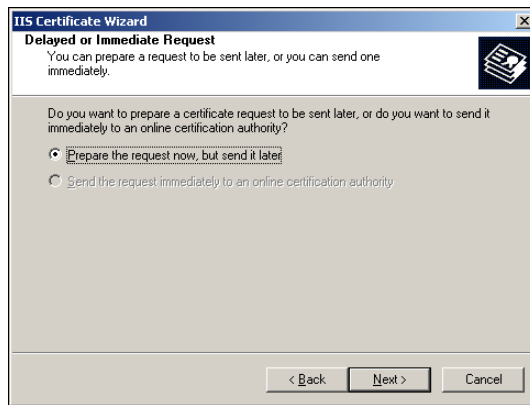 IIS Certificate Wizard
Delayed or Immediate Request
You can prepare a request to be sent later, or you can send one
immediately.
Do you want to prepare a certificate request to be sent later, or do you want to send it
immediately to an online certification authority?
Prepare the request now, but send it later
Send the request immediately to an online certification authority
< Back
Next >
Cancel